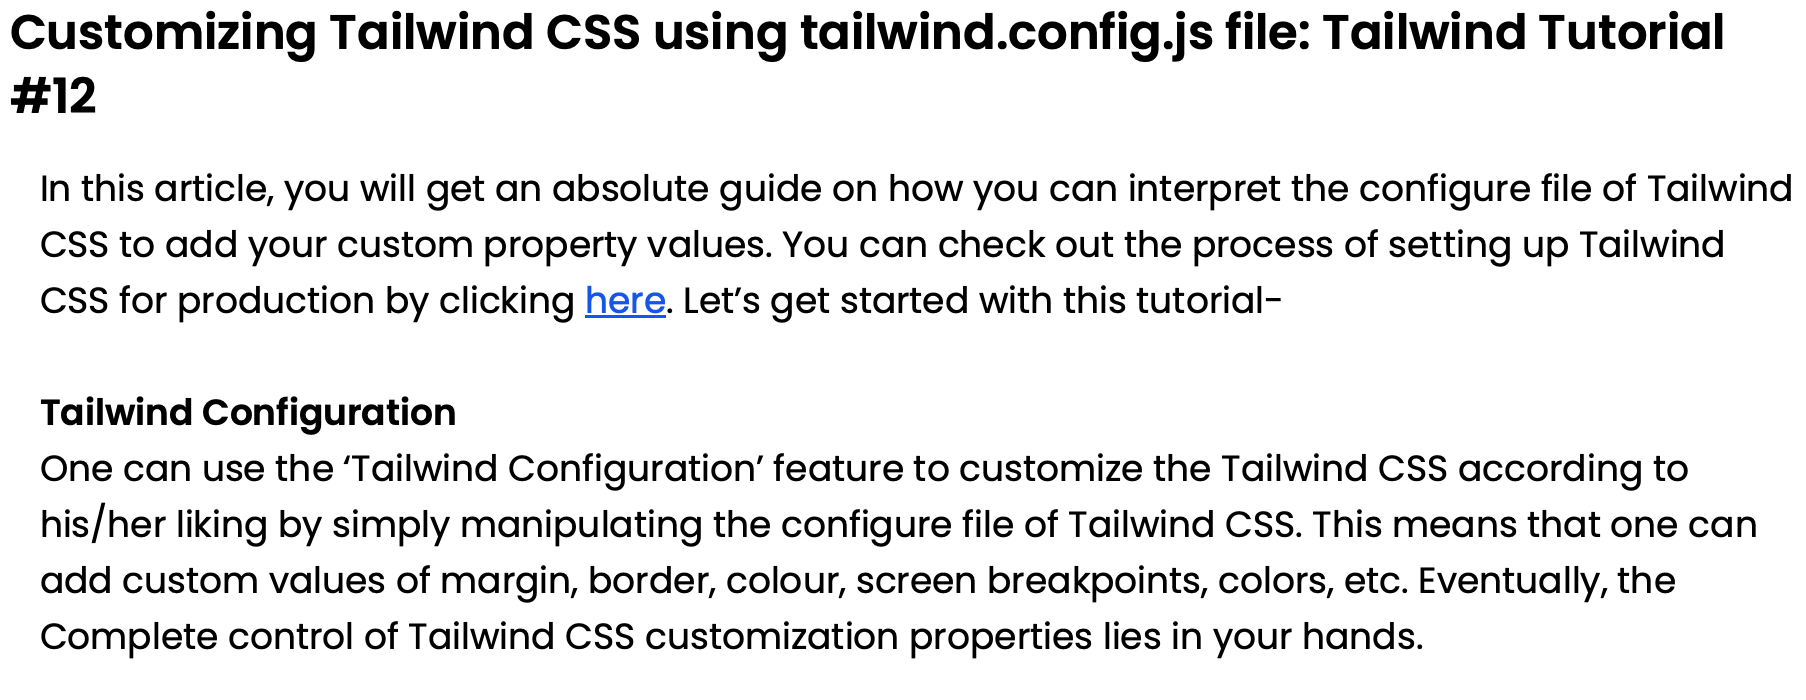 Customizing Tailwind CSS using tailwind.config.js file: Tailwind Tutorial
#12
In this article, you will get an absolute guide on how you can interpret the configure file of Tailwind
CSS to add your custom property values. You can check out the process of setting up Tailwind
CSS for production by clicking here. Let’s get started with this tutorial-
Tailwind Configuration
One can use the ‘Tailwind Configuration’ feature to customize the Tailwind CSS according to
his/her liking by simply manipulating the configure file of Tailwind CSS. This means that one can
add custom values of margin, border, colour, screen breakpoints, colors, etc. Eventually, the
Complete control of Tailwind CSS customization properties lies in your hands.